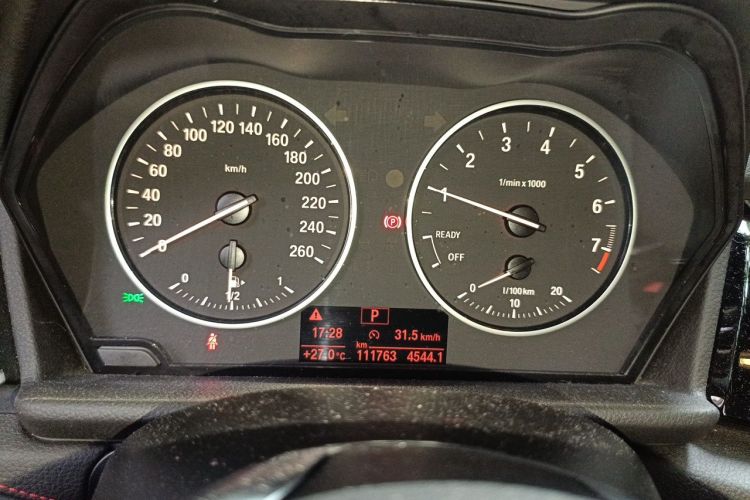 0 20 40 60 80 100 120 140 160 180 200 220 240 260
km/h
0 1/2 1
1 2 3 4 5 6 7
1/min x 1000
READY
OFF
0 10 20
l/100km
P
P
17:28 31.5 km/h
km
+27.0°C 111763 4544.1